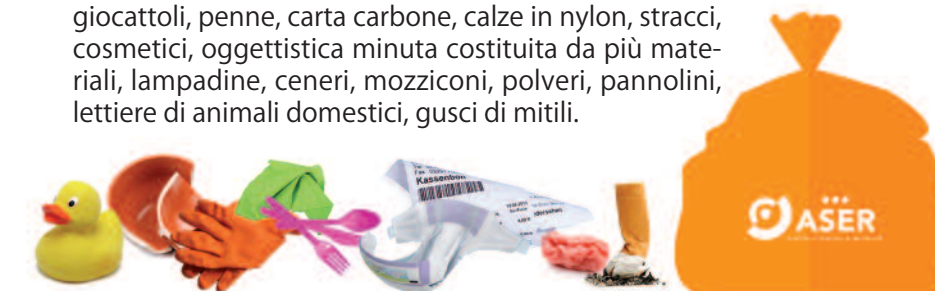 giocattoli, penne, carta carbone, calze in nylon, stracci,
cosmetici, oggettistica minuta costituita da più mate-
riali, lampadine, ceneri, mozziconi, polveri, pannolini,
lettiere di animali domestici, gusci di mitili.
Kassenbon
ASER